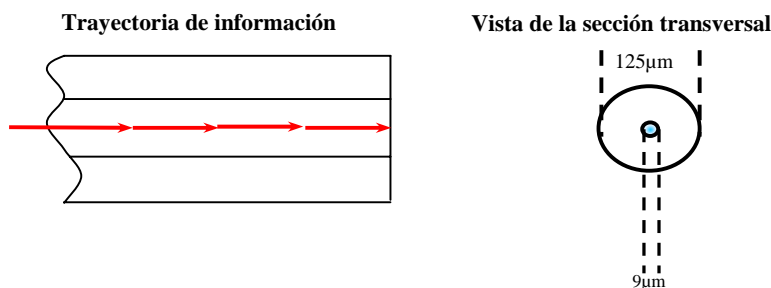 Trayectoria de información
Vista de la sección transversal
125µm
9µm